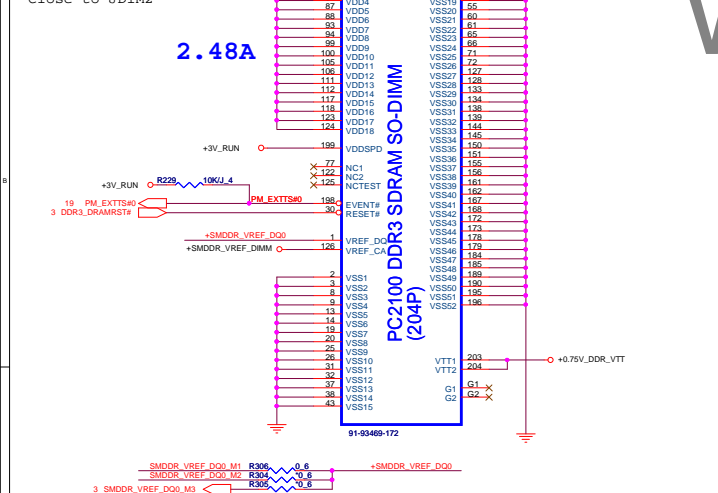 Close to JDIM2
2.48A
87 VDD4
88 VDD5
93 VDD6
94 VDD7
99 VDD8
100 VDD9
105 VDD10
106 VDD11
111 VDD12
112 VDD13
117 VDD14
118 VDD15
123 VDD16
124 VDD17
VDD18
+3V_RUN 199 VDDSPD
77 NC1
122 NC2
125 NCTEST
+3V_RUN R229 10K/J_4
19 PM_EXTTS#0 PM_EXTTS#0 198 EVENT#
3 DDR3_DRAMRST# 30 RESET#
+SMDDR_VREF_DQ0 1 VREF_DQ
+SMDDR_VREF_DIMM 126 VREF_CA
2 VSS1
3 VSS2
8 VSS3
9 VSS4
13 VSS5
14 VSS6
19 VSS7
20 VSS8
25 VSS9
26 VSS10
31 VSS11
32 VSS12
37 VSS13
38 VSS14
43 VSS15
PC2100 DDR3 SDRAM SO-DIMM
(204P)
VSS19
VSS20 55
VSS21 60
VSS22 61
VSS23 65
VSS24 66
VSS25 71
VSS26 72
VSS27 127
VSS28 128
VSS29 133
VSS30 134
VSS31 138
VSS32 139
VSS33 144
VSS34 145
VSS35 150
VSS36 151
VSS37 155
VSS38 156
VSS39 161
VSS40 162
VSS41 167
VSS42 168
VSS43 172
VSS44 173
VSS45 178
VSS46 179
VSS47 184
VSS48 185
VSS49 189
VSS50 190
VSS51 195
VSS52 196
VTT1 203 +0.75V_DDR_VTT
VTT2 204
G1 G1
G2 G2
91-93469-172
B
SMDDR_VREF_DQ0_M1 R306 0_6 +SMDDR_VREF_DQ0
SMDDR_VREF_DQ0_M2 R304 *0_6
3 SMDDR_VREF_DQ0_M3 R305 *0_6